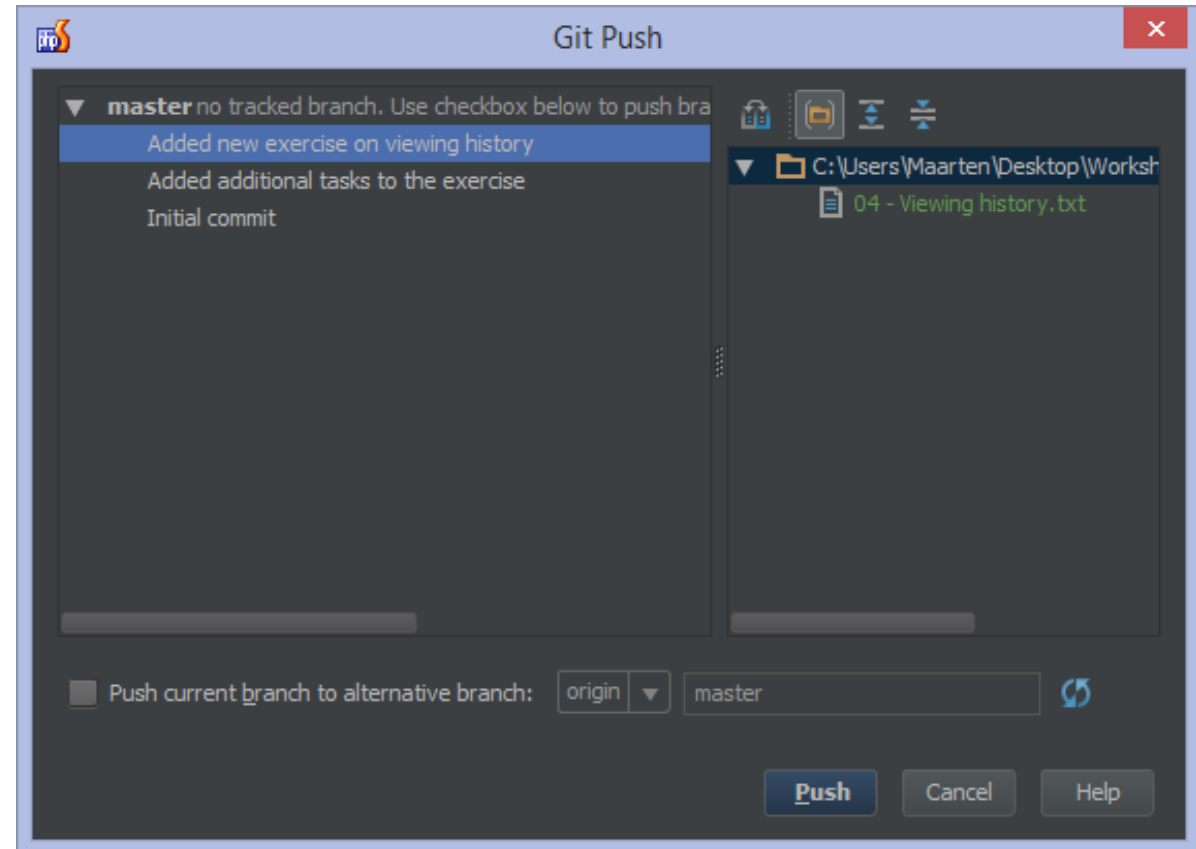 Git Push
master no tracked branch. Use checkbox below to push bra
Added new exercise on viewing history
Added additional tasks to the exercise
Initial commit
C:\Users\Maarten\Desktop\Worksh
04 - Viewing history.txt
Push current branch to alternative branch: origin master
Push Cancel Help